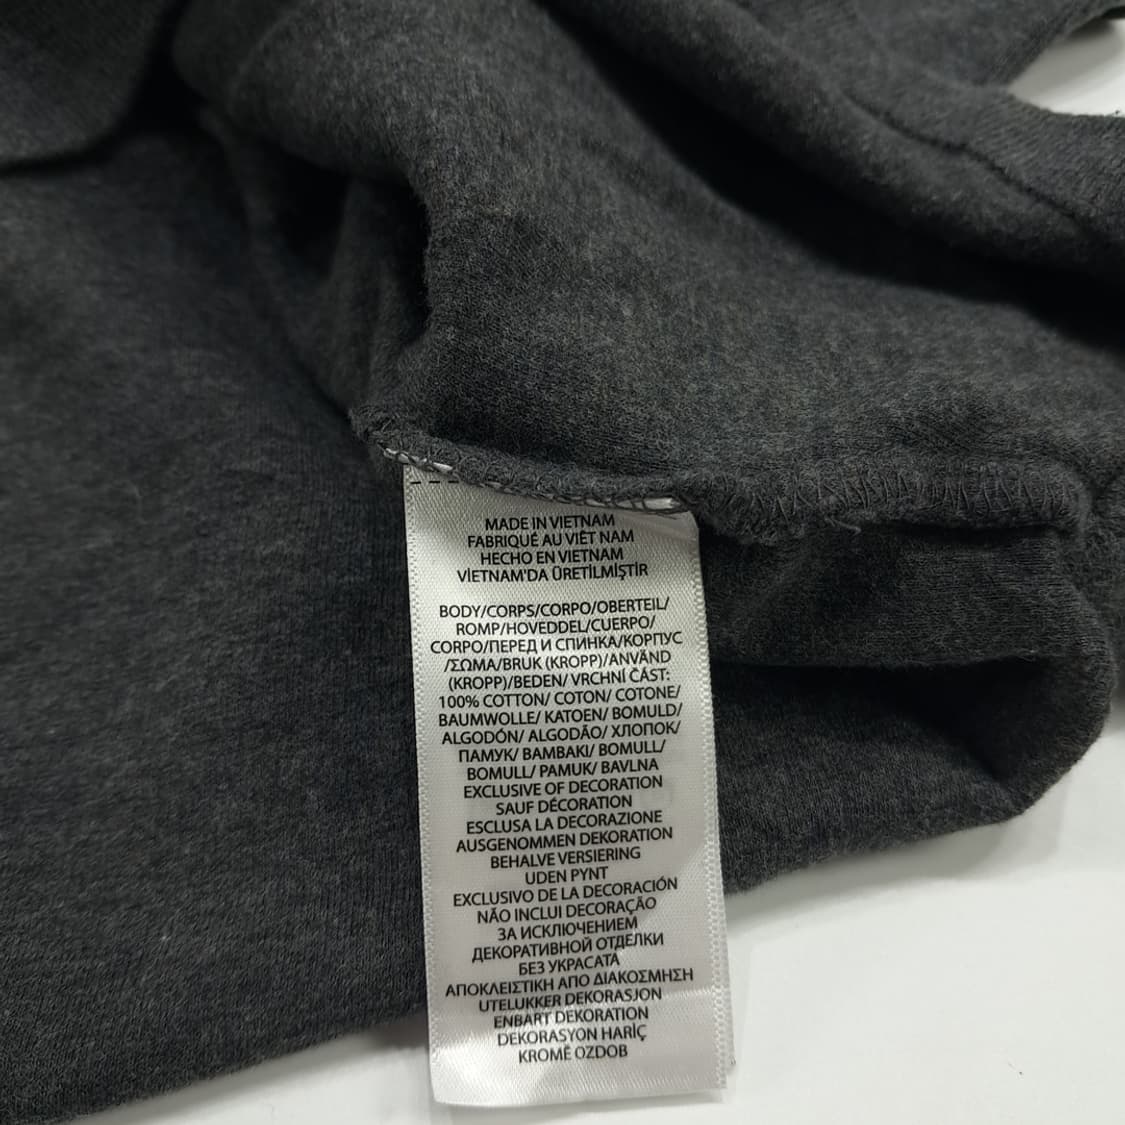 MADE IN VIETNAM
FABRIQUÉ AU VIÊT NAM
HECHO EN VIETNAM
VİETNAM'DA ÜRETİLMİŞTİR
BODY/CORPS/CORPO/OBERTEIL/
ROMP/HOVEDDEL/CUERPO/
CORPO/ПЕРЕД И СПИНКА/КОРПУС
/ΣΩΜΑ/BRUK (KROPP)/ANVÄND
(KROPP)/BEDEN/ VRCHNÍ ČÁST:
100% COTTON/ COTON/ COTONE/
BAUMWOLLE/ KATOEN/ BOMULD/
ALGODÓN/ ALGODÃO/ ХЛОПОК/
ПАМУК/ BAMBAKI/ BOMULL/
BOMULL/ PAMUK/ BAVLNA
EXCLUSIVE OF DECORATION
SAUF DÉCORATION
ESCLUSA LA DECORAZIONE
AUSGENOMMEN DEKORATION
BEHALVE VERSIERING
UDEN PYNT
EXCLUSIVO DE LA DECORACIÓN
NÃO INCLUI DECORAÇÃO
ЗА ИСКЛЮЧЕНИЕМ
ДЕКОРАТИВНОЙ ОТДЕЛКИ
БЕЗ УКРАСАТА
ΑΠΟΚΛΕΙΣΤΙΚΗ ΑΠΟ ΔΙΑΚΟΣΜΗΣΗ
UTELUKKER DEKORASJON
ENBART DEKORATION
DEKORASYON HARİÇ
KROMĚ OZDOB